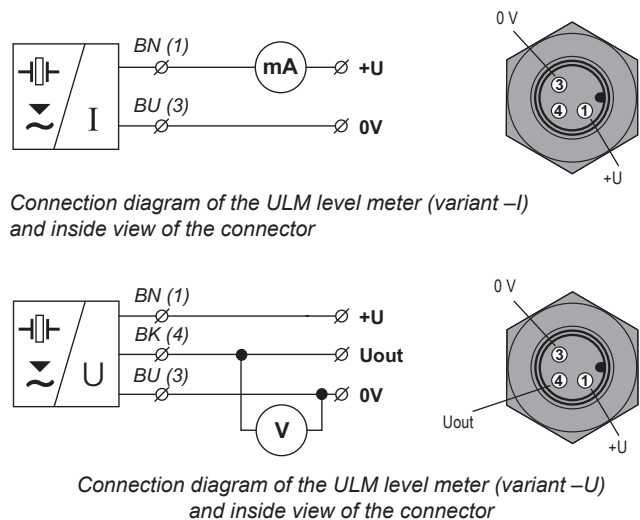 BN (1)
mA
+U
BU (3)
I
0V
0 V
3
4 1
+U
Connection diagram of the ULM level meter (variant –I)
and inside view of the connector
BN (1)
+U
BK (4)
Uout
BU (3)
U
0V
V
0 V
3
4 1
Uout
+U
Connection diagram of the ULM level meter (variant –U)
and inside view of the connector